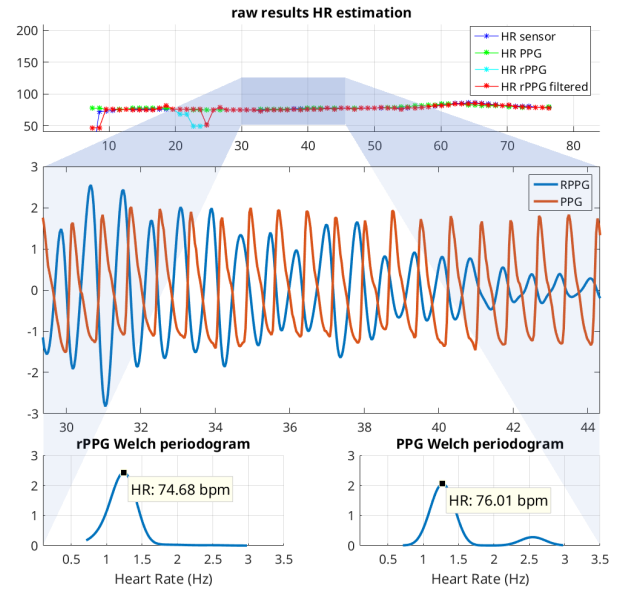 raw results HR estimation
200
150
100
50
HR sensor
HR PPG
HR rPPG
HR rPPG filtered
10 20 30 40 50 60 70 80
3
2
1
0
-1
-2
-3
RPPG
PPG
30 32 34 36 38 40 42 44
rPPG Welch periodogram
3
2
1
0
HR: 74.68 bpm
0.5 1 1.5 2 2.5 3 3.5
Heart Rate (Hz)
PPG Welch periodogram
3
2
1
0
HR: 76.01 bpm
0.5 1 1.5 2 2.5 3 3.5
Heart Rate (Hz)